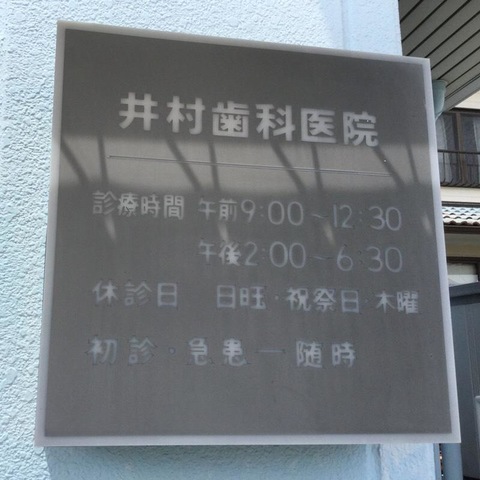 井村歯科医院
診療時間 午前9:00～12:30
午後2:00～6:30
休診日 日旺・祝祭日・木曜
初診・急患ー随時